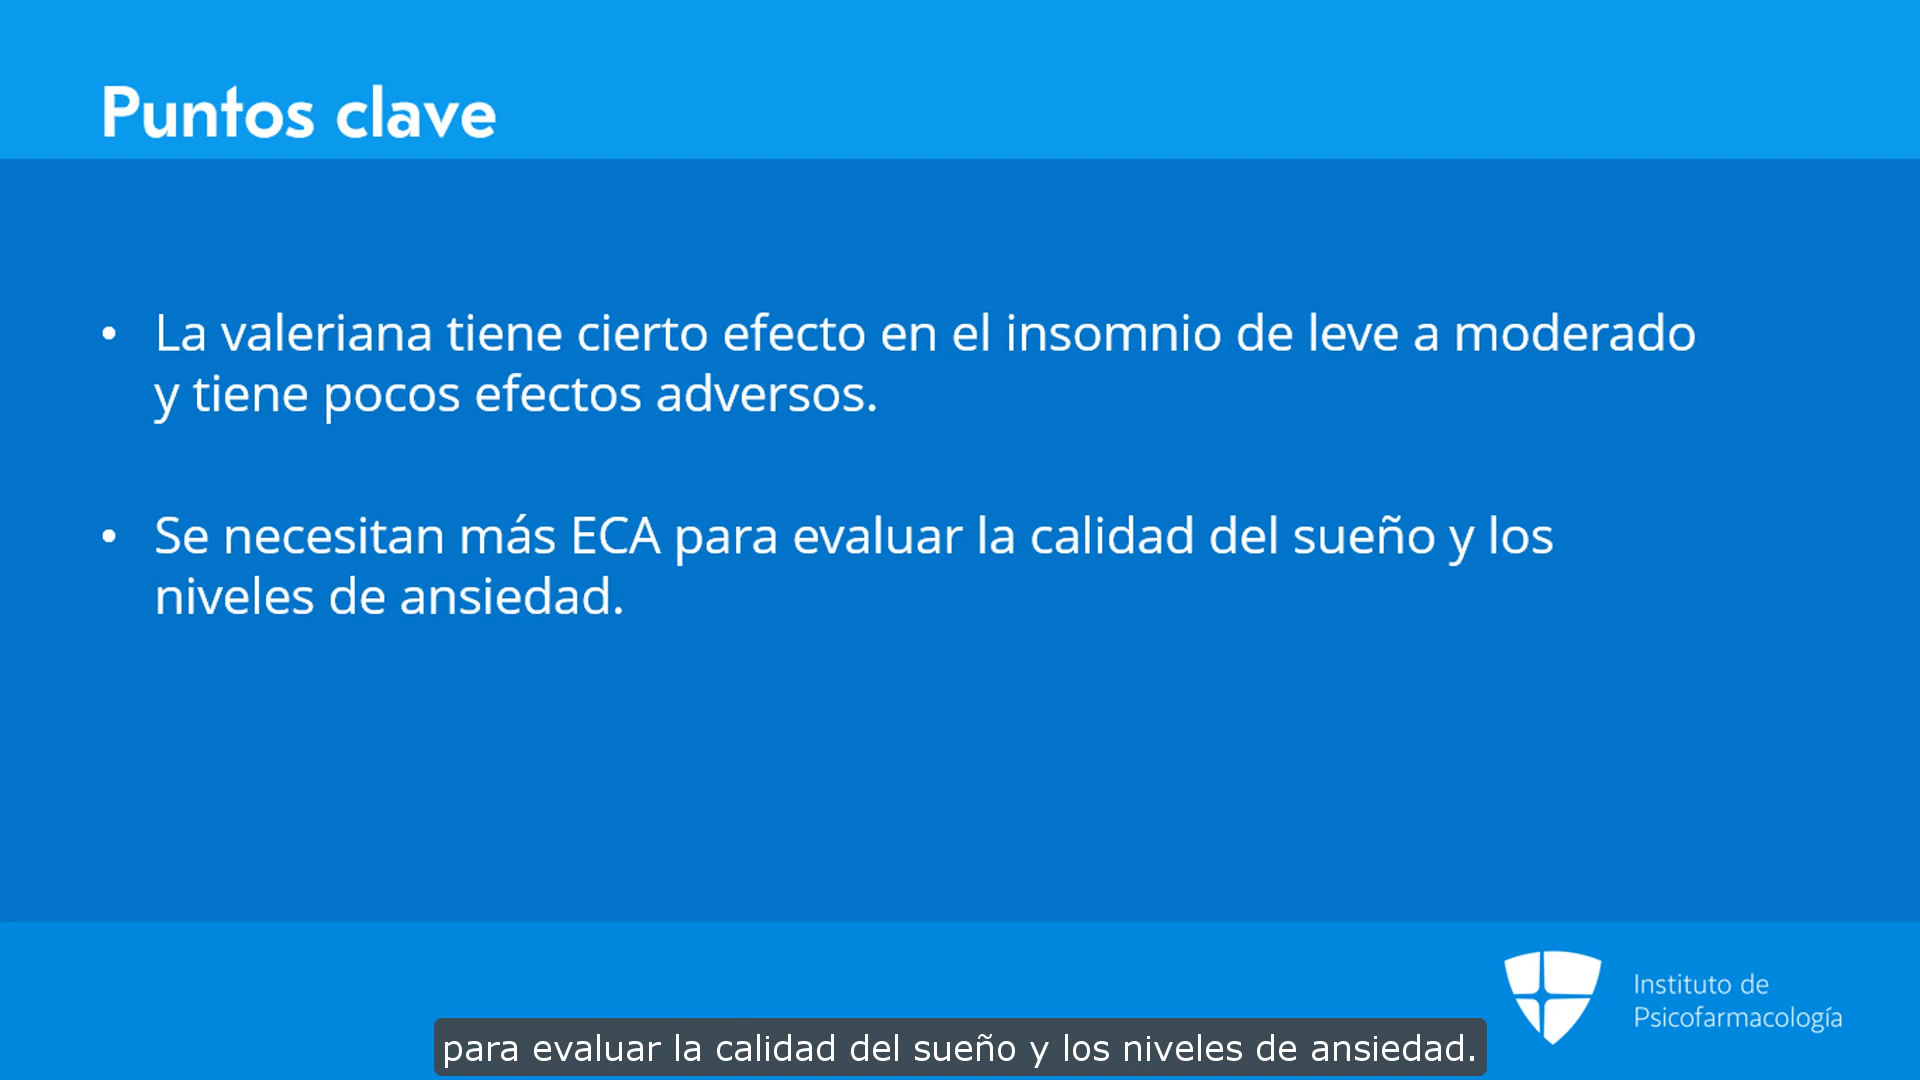 Puntos clave
• La valeriana tiene cierto efecto en el insomnio de leve a moderado
y tiene pocos efectos adversos.
• Se necesitan más ECA para evaluar la calidad del sueño y los
niveles de ansiedad.
Instituto de
Psicofarmacología
para evaluar la calidad del sueño y los niveles de ansiedad.